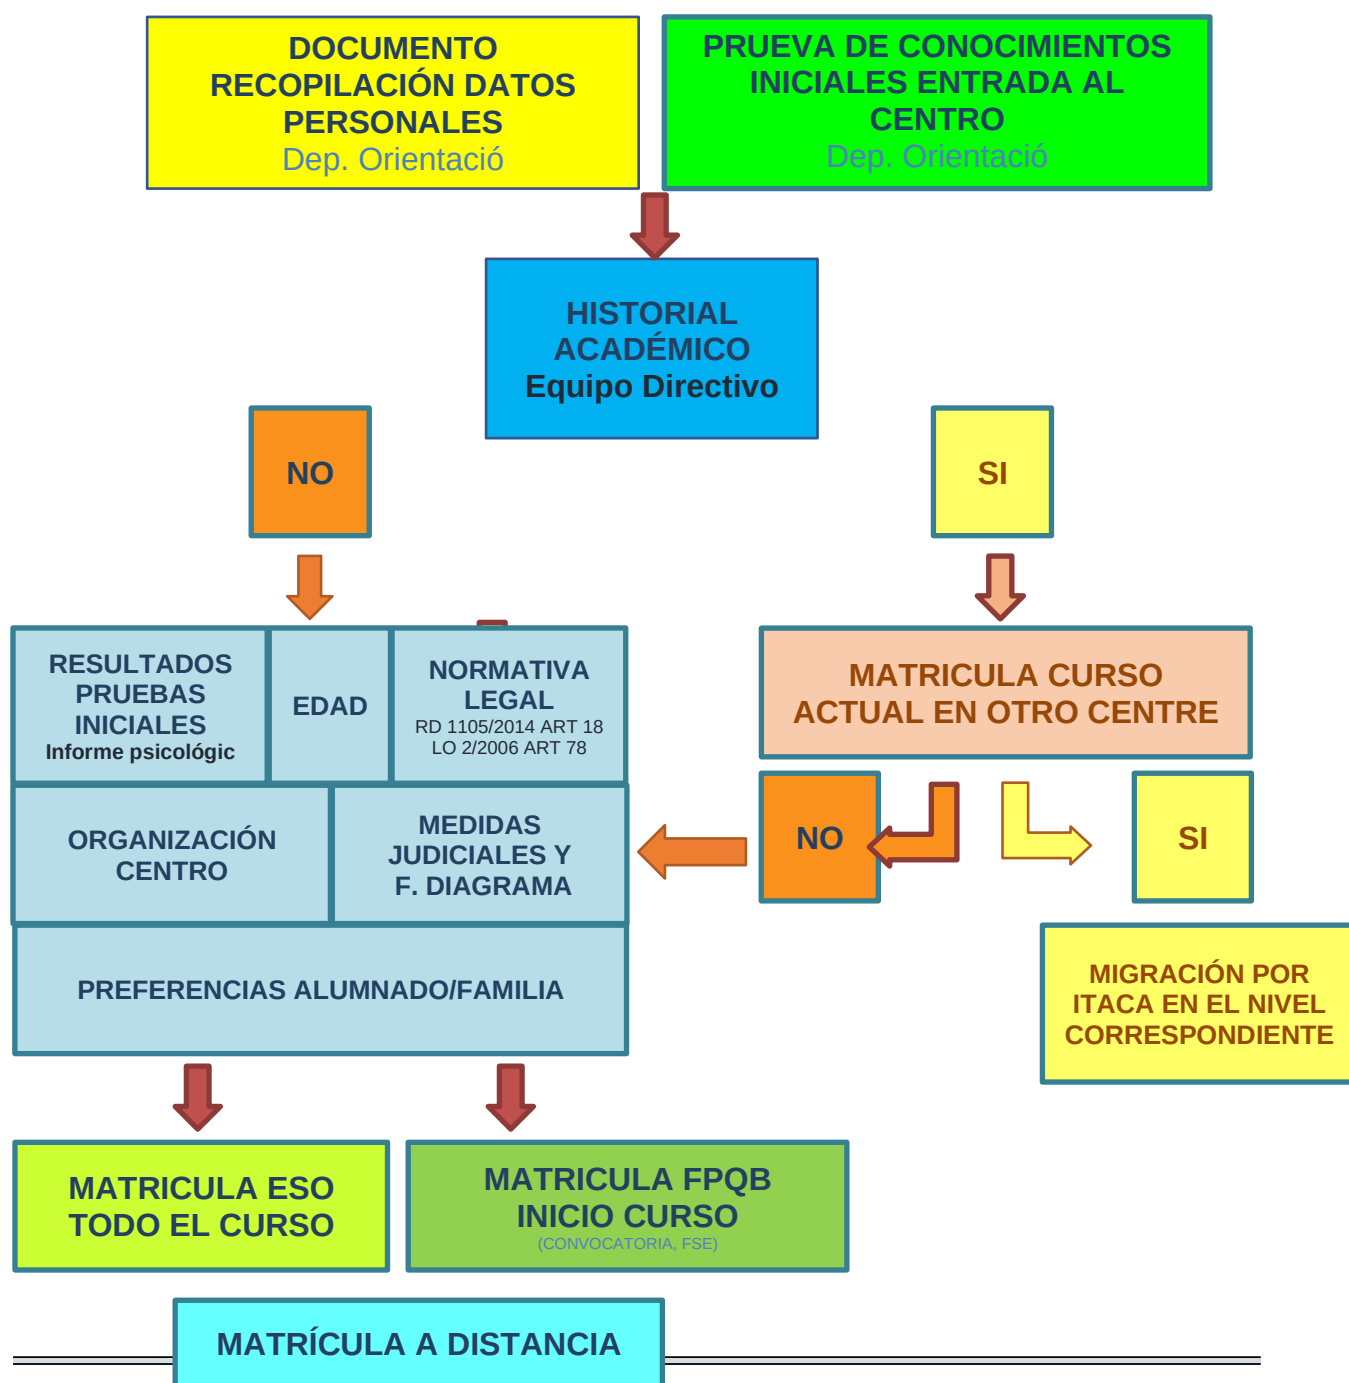 DOCUMENTO
RECOPILACIÓN DATOS
PERSONALES
Dep. Orientació
PRUEVA DE CONOCIMIENTOS
INICIALES ENTRADA AL
CENTRO
Dep. Orientació
HISTORIAL
ACADÉMICO
Equipo Directivo
NO
SI
RESULTADOS
PRUEBAS
INICIALES
Informe psicológic
EDAD
NORMATIVA
LEGAL
RD 1105/2014 ART 18
LO 2/2006 ART 78
MATRICULA CURSO
ACTUAL EN OTRO CENTRE
ORGANIZACIÓN
CENTRO
MEDIDAS
JUDICIALES Y
F. DIAGRAMA
NO
SI
PREFERENCIAS ALUMNADO/FAMILIA
MIGRACIÓN POR
ITACA EN EL NIVEL
CORRESPONDIENTE
MATRICULA ESO
TODO EL CURSO
MATRICULA FPQB
INICIO CURSO
(CONVOCATORIA, FSE)
MATRÍCULA A DISTANCIA